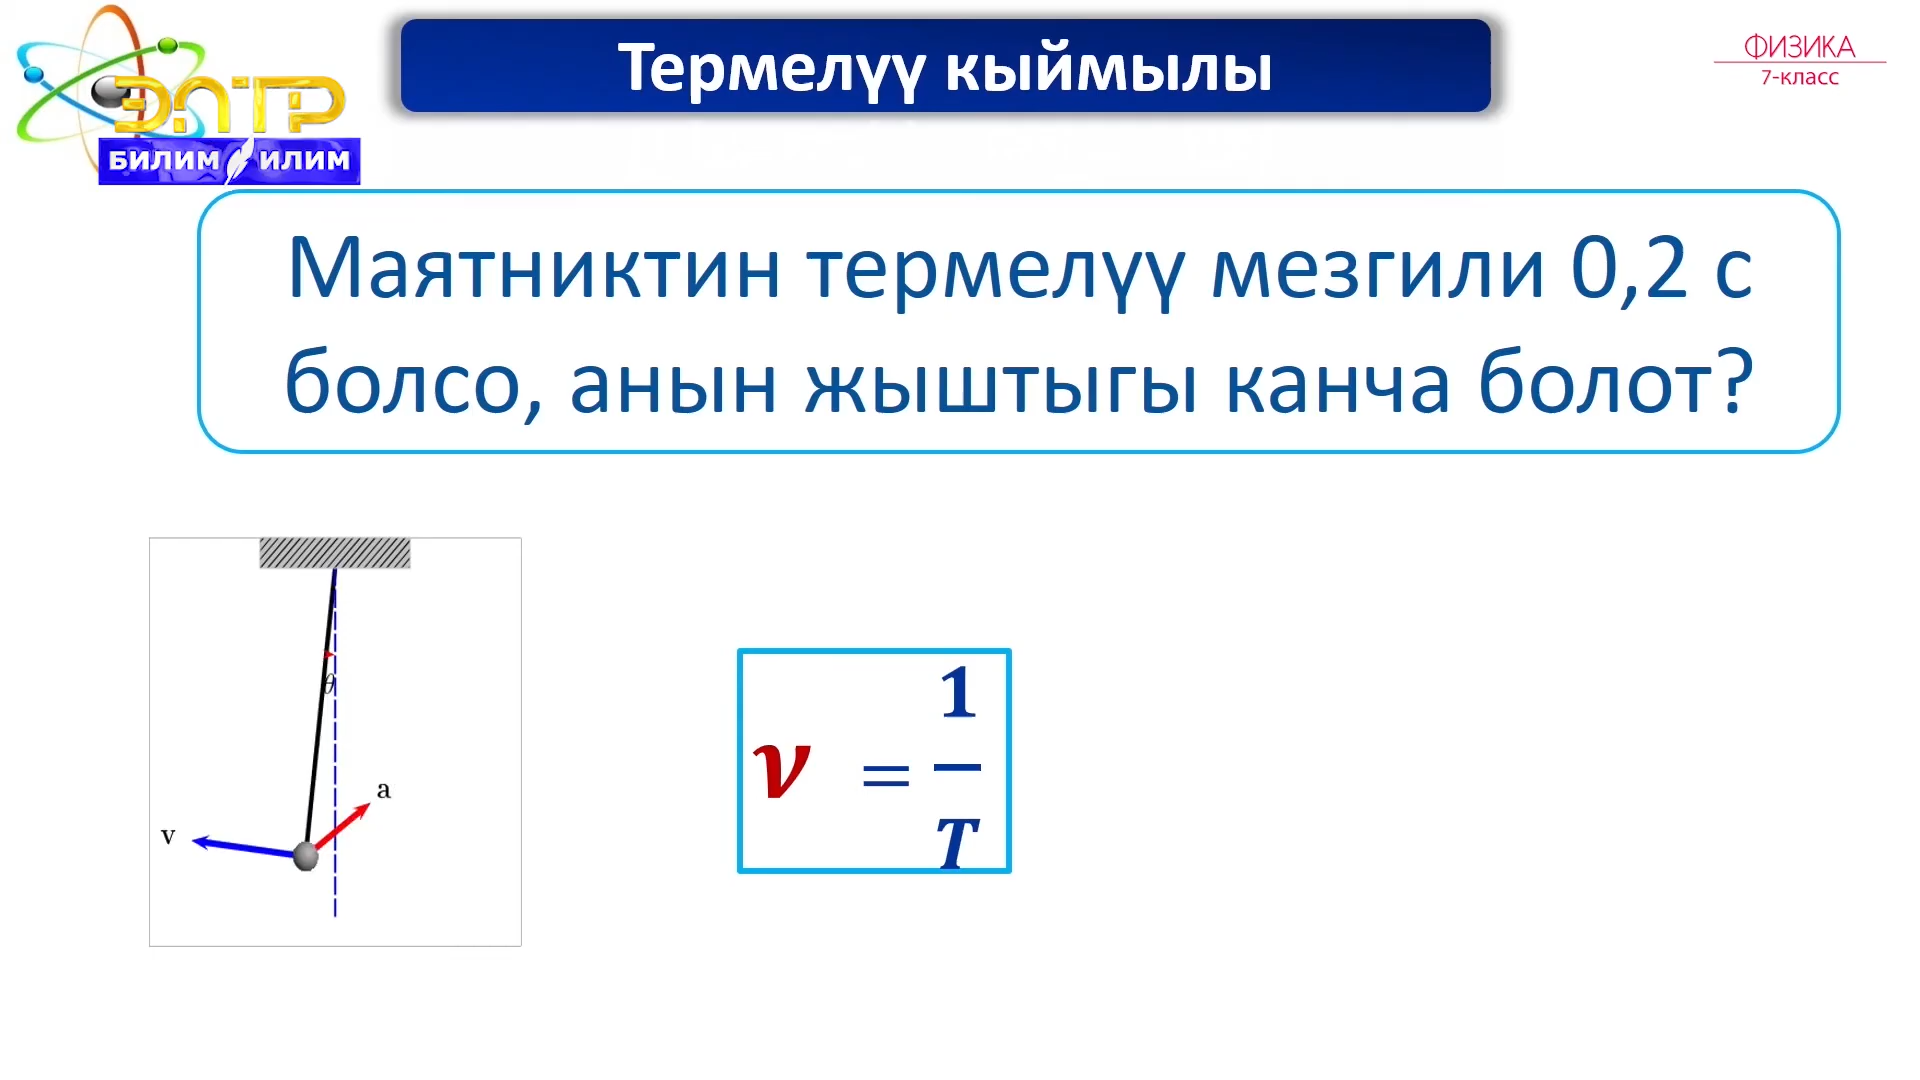 Термелүү кыймылы
ФИЗИКА
7-класс
ЭЛТР
БИЛИМ ИЛИМ
Маятниктин термелүү мезгили 0,2 с
болсо, анын жыштыгы канча болот?
θ
a
v
ν = 1/T